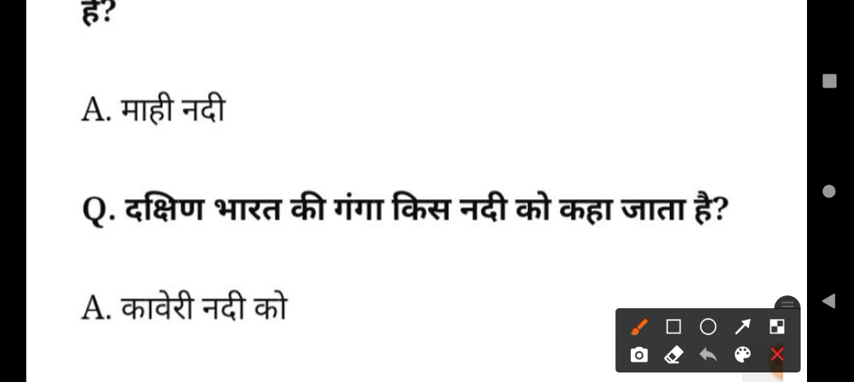 है?
A. माही नदी
Q. दक्षिण भारत की गंगा किस नदी को कहा जाता है?
A. कावेरी नदी को